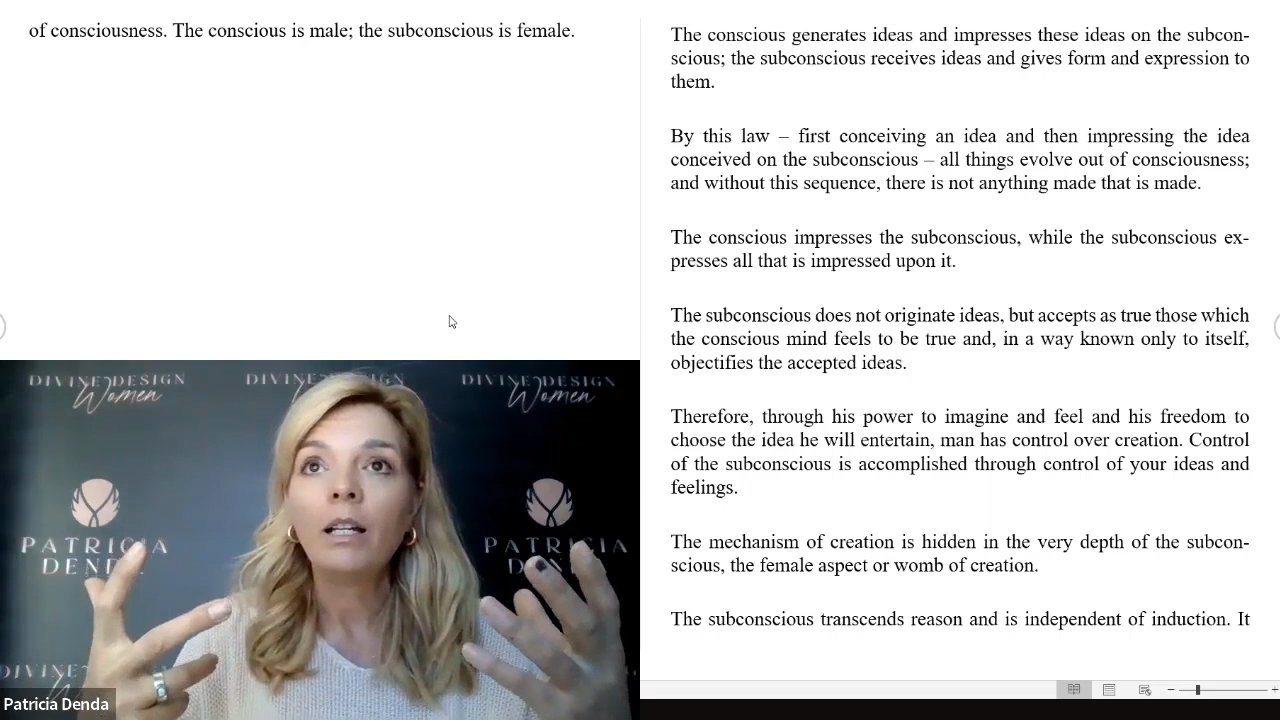 of consciousness. The conscious is male; the subconscious is female.
The conscious generates ideas and impresses these ideas on the subcon-
scious; the subconscious receives ideas and gives form and expression to
them.
By this law – first conceiving an idea and then impressing the idea
conceived on the subconscious – all things evolve out of consciousness;
and without this sequence, there is not anything made that is made.
The conscious impresses the subconscious, while the subconscious ex-
presses all that is impressed upon it.
The subconscious does not originate ideas, but accepts as true those which
the conscious mind feels to be true and, in a way known only to itself,
objectifies the accepted ideas.
Therefore, through his power to imagine and feel and his freedom to
choose the idea he will entertain, man has control over creation. Control
of the subconscious is accomplished through control of your ideas and
feelings.
The mechanism of creation is hidden in the very depth of the subcon-
scious, the female aspect or womb of creation.
The subconscious transcends reason and is independent of induction. It
DIVINE DESIGN
Women
DIVINE DESIGN
DIVINE DESIGN
Women
PATRICIA
DENDA
PATRICIA
Patricia Denda